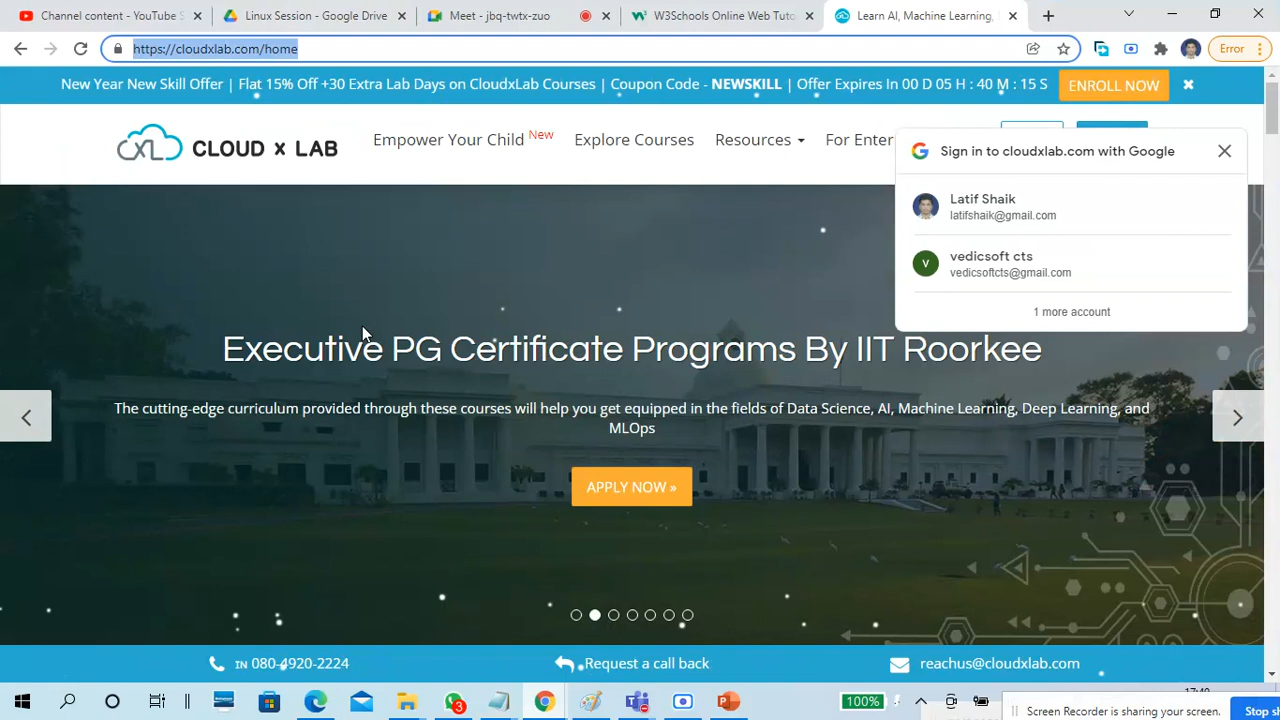 Channel content - YouTube S
Linux Session - Google Drive
Meet - jbq-twtx-zuo
W3Schools Online Web Tuto
Learn AI, Machine Learning,
https://cloudxlab.com/home
Error
New Year New Skill Offer | Flat 15% Off +30 Extra Lab Days on CloudxLab Courses | Coupon Code - NEWSKILL | Offer Expires In 00 D 05 H : 40 M : 15 S
ENROLL NOW
CLOUD x LAB
Empower Your Child New
Explore Courses
Resources
For Enter
Sign in to cloudxlab.com with Google
Latif Shaik
latifshaik@gmail.com
V
vedicsoft cts
vedicsoftcts@gmail.com
1 more account
Executive PG Certificate Programs By IIT Roorkee
The cutting-edge curriculum provided through these courses will help you get equipped in the fields of Data Science, AI, Machine Learning, Deep Learning, and
MLOps
APPLY NOW »
IN 080-4920-2224
Request a call back
reachus@cloudxlab.com
3
100%
Screen Recorder is sharing your screen.
Stop sh